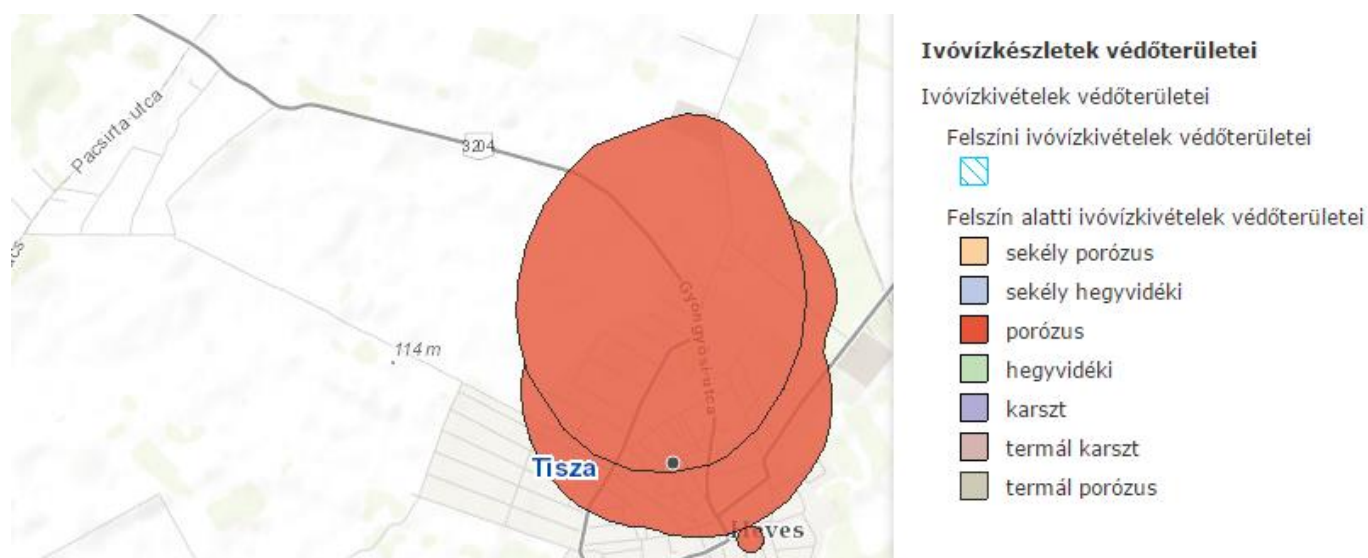 Pacsirta utca
3204
Gyöngyösi utca
114 m
Tisza
Heves
Ivóvízkészletek védőterületei
Ivóvízkivételek védőterületei
Felszíni ivóvízkivételek védőterületei
Felszín alatti ivóvízkivételek védőterületei
sekély porózus
sekély hegyvidéki
porózus
hegyvidéki
karszt
termál karszt
termál porózus